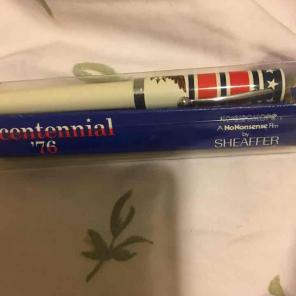 centennial
'76
A NoNonsense Pen
by
SHEAFFER